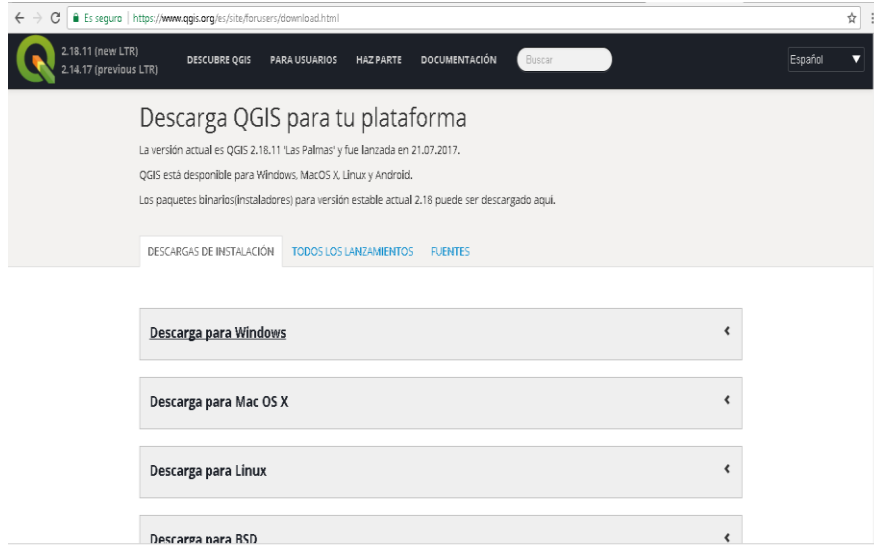 Es seguro | https://www.qgis.org/es/site/forusers/download.html
2.18.11 (new LTR)
2.14.17 (previous LTR)
DESCUBRE QGIS PARA USUARIOS HAZ PARTE DOCUMENTACIÓN Buscar Español
Descarga QGIS para tu plataforma
La versión actual es QGIS 2.18.11 'Las Palmas' y fue lanzada en 21.07.2017.
QGIS está desponible para Windows, MacOS X, Linux y Android.
Los paquetes binarios(instaladores) para versión estable actual 2.18 puede ser descargado aquí.
DESCARGAS DE INSTALACIÓN TODOS LOS LANZAMIENTOS FUENTES
Descarga para Windows
Descarga para Mac OS X
Descarga para Linux
Descarga para BSD